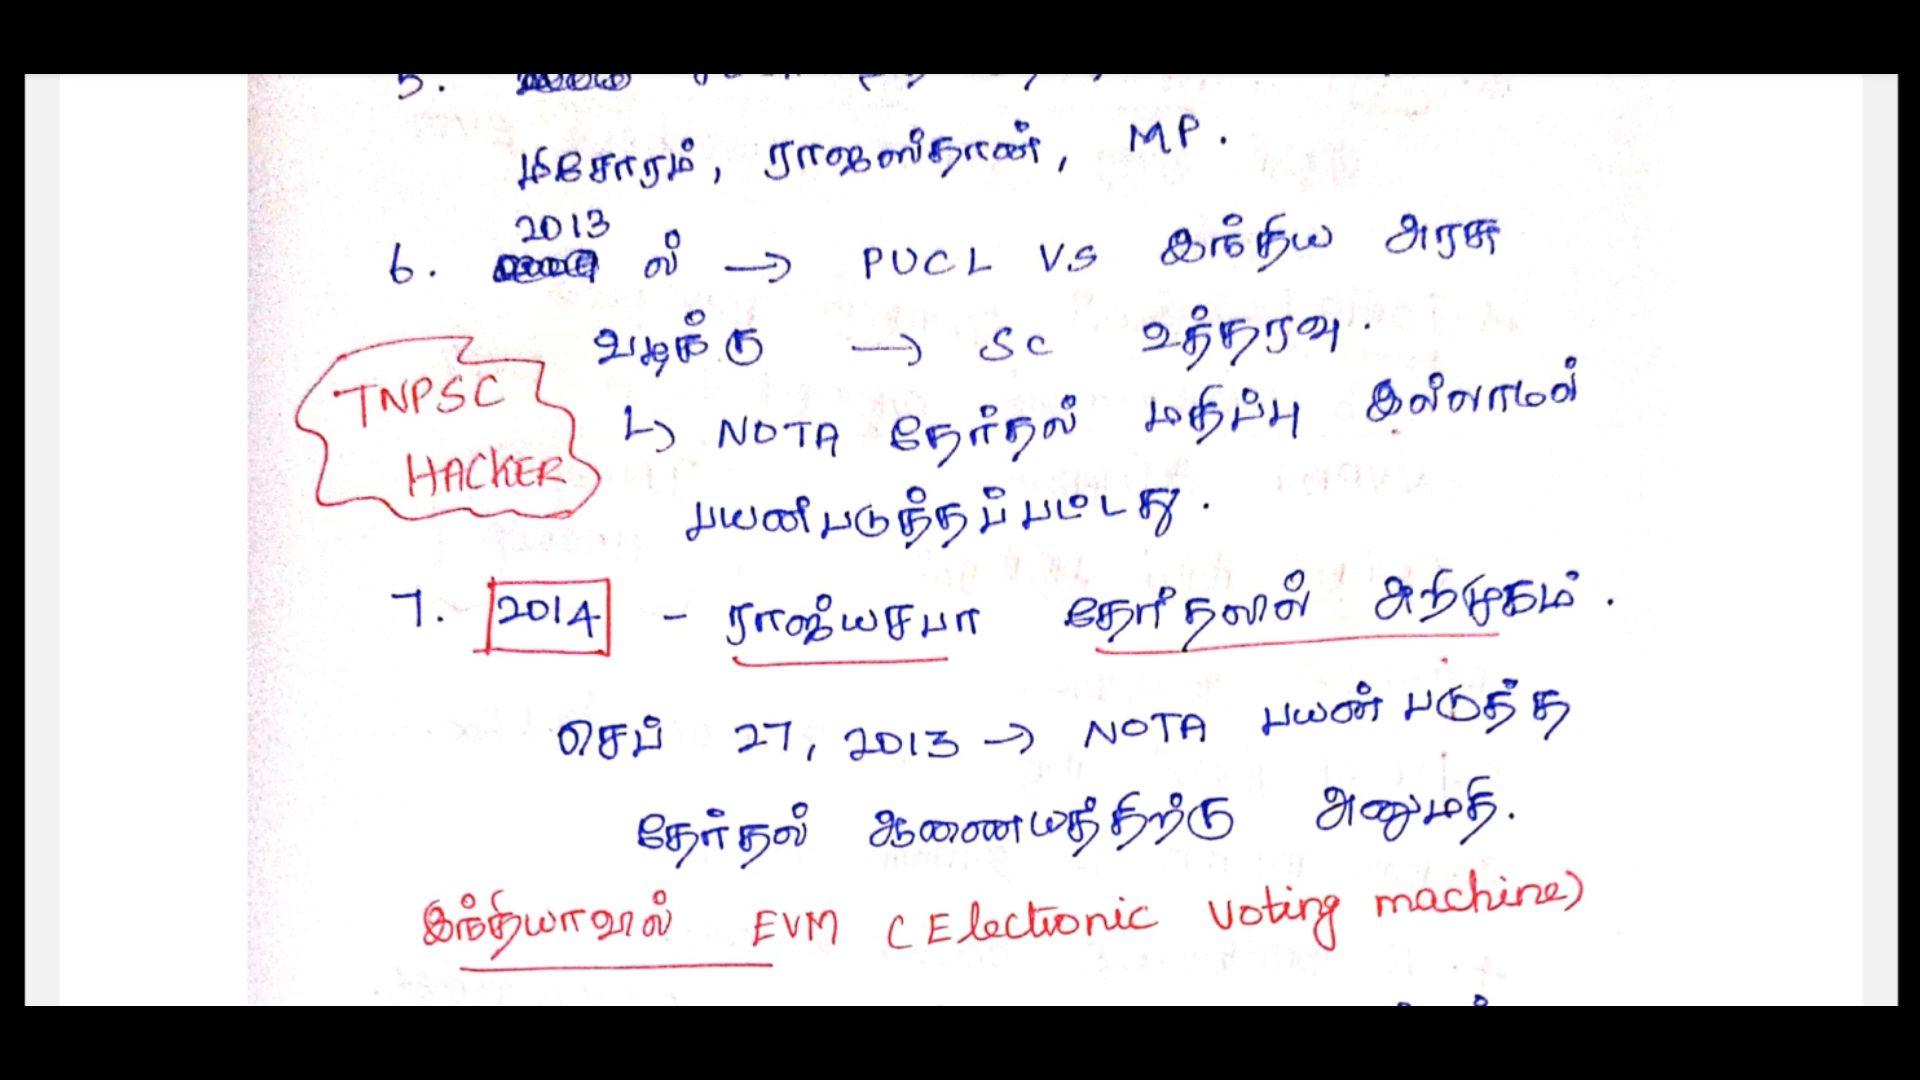 5.
மிசோரம், ராஜஸ்தான், MP.
2013
6. ல் → PUCL VS இந்திய அரசு
வழக்கு → SC உத்தரவு.
TNPSC
HACKER
↳ NOTA தேர்தல் மதிப்பு இல்லாமல்
பயன்படுத்தப்பட்டது.
7. 2014 - ராஜ்யசபா தேர்தலில் அறிமுகம்.
செப் 27, 2013 → NOTA பயன்படுத்த
தேர்தல் ஆணையத்திற்கு அனுமதி.
இந்தியாவில் EVM (Electronic Voting machine)